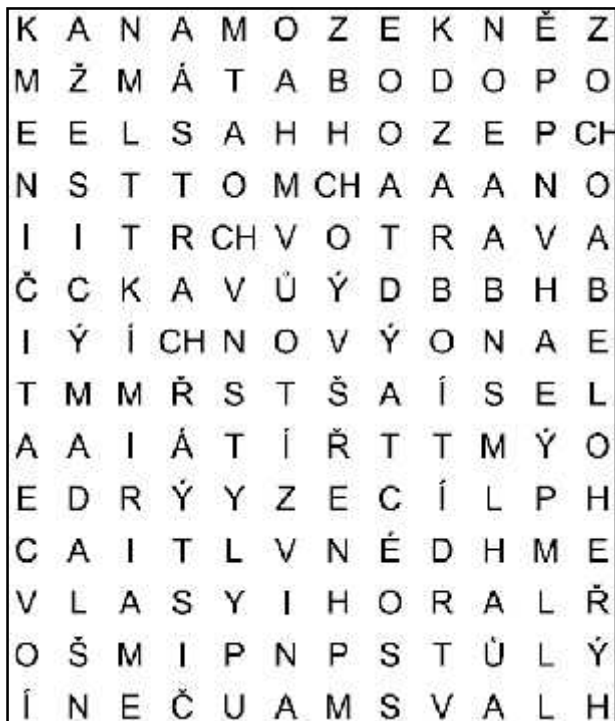 K A N A M O Z E K N Ě Z
M Ž M Á T A B O D O P O
E E L S A H H O Z E P CH
N S T T O M CH A A A N O
I I T R CH V O T R A V A
Č C K A V Ů Ý D B B H B
I Ý Í CH N O V Ý O N A E
T M M Ř S T Š A Í S E L
A A I Á T Í Ř T T M Ý O
E D R Ý Y Z E C Í L P H
C A I T L V N É D H M E
V L A S Y I H O R A L Ř
O Š M I P N P S T Ů L Ý
Í N E Č U A M S V A L H